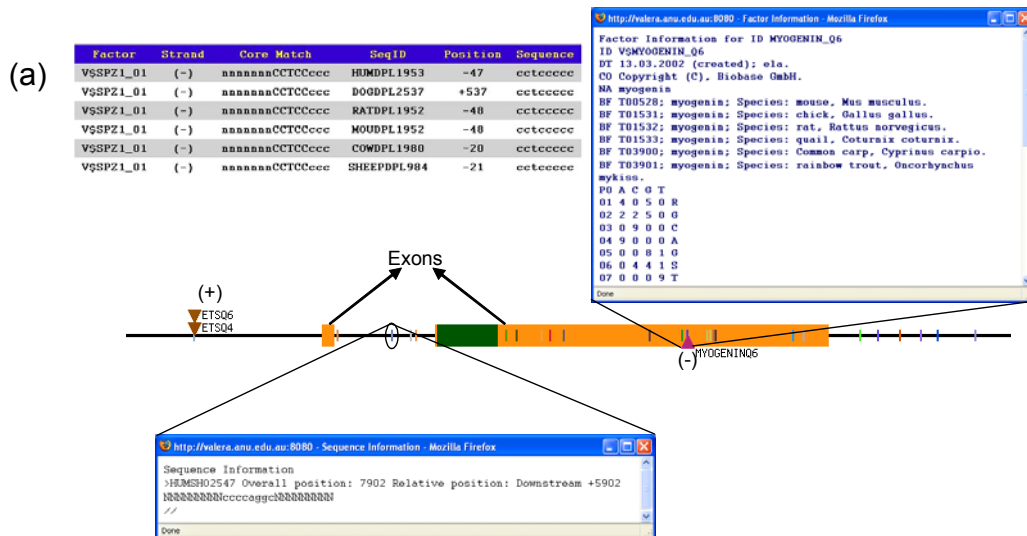 (a)
Factor Strand Core Match SeqID Position Sequence
V$SPZ1_01 (-) nnnnnnnCCTCCccc HUMDPL1953 -47 cctccccc
V$SPZ1_01 (-) nnnnnnnCCTCCccc DOGDPL2537 +537 cctccccc
V$SPZ1_01 (-) nnnnnnnCCTCCccc RATDPL1952 -48 cctccccc
V$SPZ1_01 (-) nnnnnnnCCTCCccc MOUDPL1952 -48 cctccccc
V$SPZ1_01 (-) nnnnnnnCCTCCccc COWDPL1980 -20 cctccccc
V$SPZ1_01 (-) nnnnnnnCCTCCccc SHEEPDPL984 -21 cctccccc
http://valera.anu.edu.au:8080 - Factor Information - Mozilla Firefox
Factor Information for ID MYOGENIN_Q6
ID V$MYOGENIN_Q6
DT 13.03.2002 (created); ela.
CO Copyright (C), Biobase GmbH.
NA myogenin
BF T00528; myogenin; Species: mouse, Mus musculus.
BF T01531; myogenin; Species: chick, Gallus gallus.
BF T01532; myogenin; Species: rat, Rattus norvegicus.
BF T01533; myogenin; Species: quail, Coturnix coturnix.
BF T03900; myogenin; Species: Common carp, Cyprinus carpio.
BF T03901; myogenin; Species: rainbow trout, Oncorhynchus
mykiss.
PO A C G T
01 4 0 5 0 R
02 2 2 5 0 G
03 0 9 0 0 C
04 9 0 0 0 A
05 0 0 8 1 G
06 0 4 4 1 S
07 0 0 0 9 T
Done
Exons
(+)
ETSQ6
ETSQ4
(-)
MYOGENINQ6
http://valera.anu.edu.au:8080 - Sequence Information - Mozilla Firefox
Sequence Information
>HUMSHO2547 Overall position: 7902 Relative position: Downstream +5902
NNNNNNNNNccccaggcNNNNNNNNN
//
Done